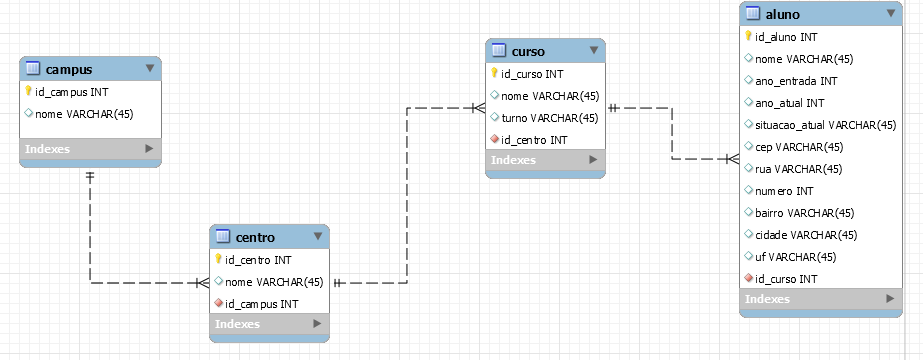 campus
id_campus INT
nome VARCHAR(45)
Indexes
centro
id_centro INT
nome VARCHAR(45)
id_campus INT
Indexes
curso
id_curso INT
nome VARCHAR(45)
turno VARCHAR(45)
id_centro INT
Indexes
aluno
id_aluno INT
nome VARCHAR(45)
ano_entrada INT
ano_atual INT
situacao_atual VARCHAR(45)
cep VARCHAR(45)
rua VARCHAR(45)
numero INT
bairro VARCHAR(45)
cidade VARCHAR(45)
uf VARCHAR(45)
id_curso INT
Indexes